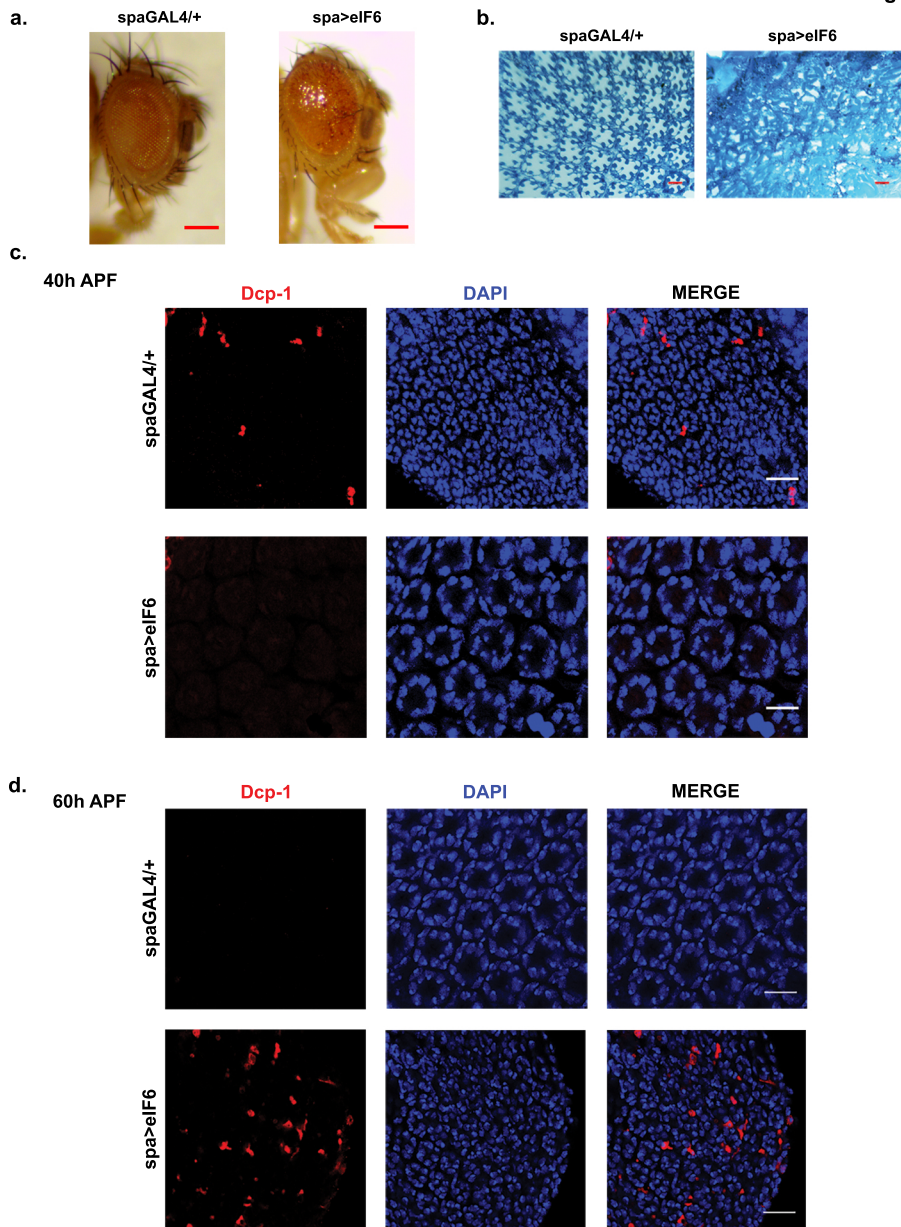 g
a.
spaGAL4/+ spa>eIF6
b.
spaGAL4/+ spa>eIF6
c.
40h APF
Dcp-1 DAPI MERGE
spaGAL4/+
spa>eIF6
d.
60h APF
Dcp-1 DAPI MERGE
spaGAL4/+
spa>eIF6